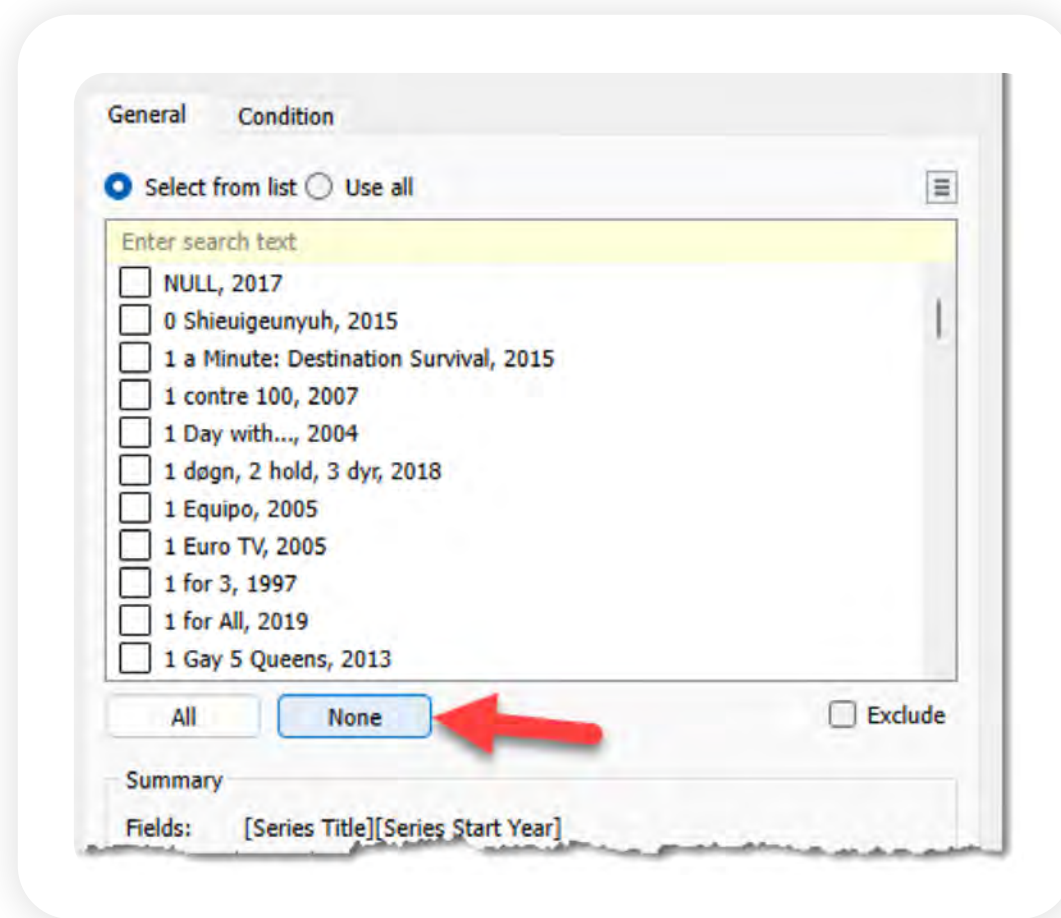 General Condition
Select from list Use all
Enter search text
NULL, 2017
0 Shieuigeunyuh, 2015
1 a Minute: Destination Survival, 2015
1 contre 100, 2007
1 Day with..., 2004
1 døgn, 2 hold, 3 dyr, 2018
1 Equipo, 2005
1 Euro TV, 2005
1 for 3, 1997
1 for All, 2019
1 Gay 5 Queens, 2013
All None Exclude
Summary
Fields: [Series Title][Series Start Year]